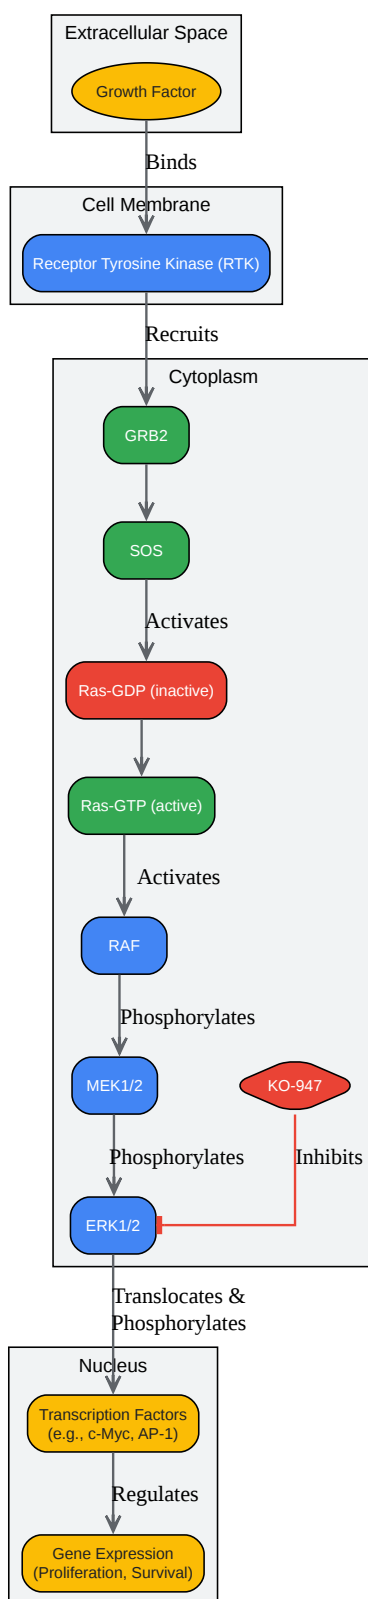 Extracellular Space
Growth Factor
Binds
Cell Membrane
Receptor Tyrosine Kinase (RTK)
Recruits
Cytoplasm
GRB2
SOS
Activates
Ras-GDP (inactive)
Ras-GTP (active)
Activates
RAF
Phosphorylates
MEK1/2
KO-947
Phosphorylates
Inhibits
ERK1/2
Translocates &
Phosphorylates
Nucleus
Transcription Factors
(e.g., c-Myc, AP-1)
Regulates
Gene Expression
(Proliferation, Survival)